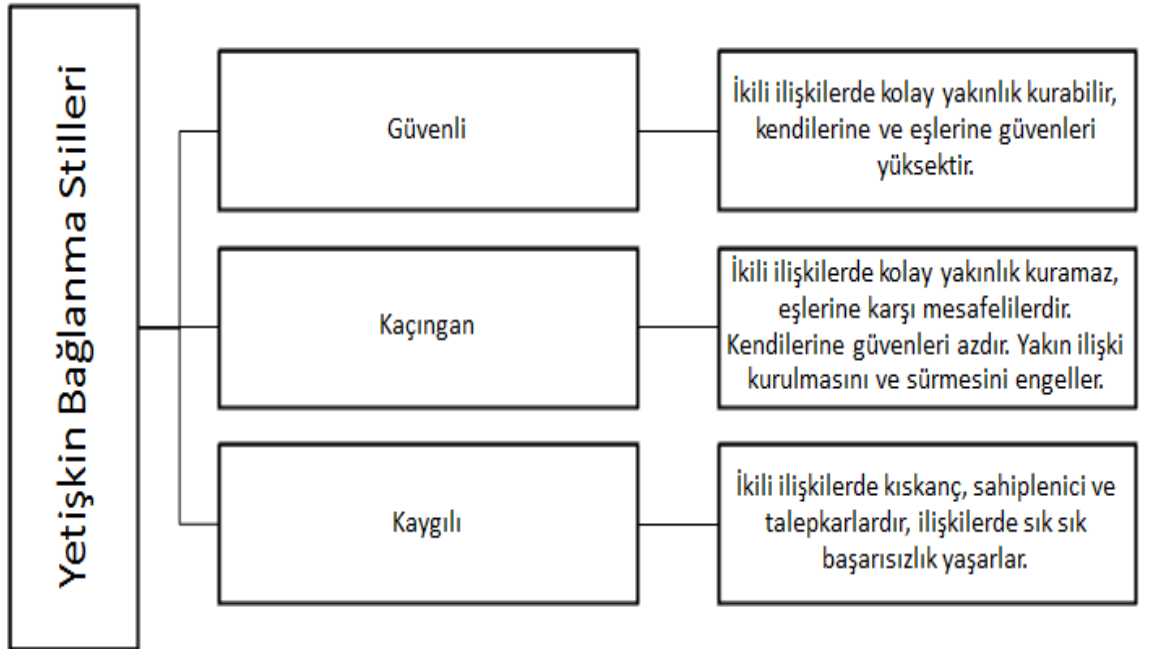 Yetişkin Bağlanma Stilleri
Güvenli
İkili ilişkilerde kolay yakınlık kurabilir,
kendilerine ve eşlerine güvenleri
yüksektir.
Kaçıngan
İkili ilişkilerde kolay yakınlık kuramaz,
eşlerine karşı mesafelilerdir.
Kendilerine güvenleri azdır. Yakın ilişki
kurulmasını ve sürmesini engeller.
Kaygılı
İkili ilişkilerde kıskanç, sahiplenici ve
talepkarlardır, ilişkilerde sık sık
başarısızlık yaşarlar.